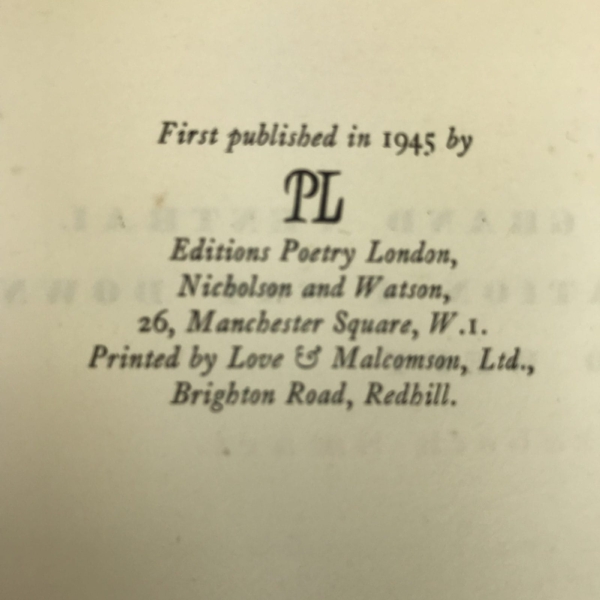 First published in 1945 by
PL
Editions Poetry London,
Nicholson and Watson,
26, Manchester Square, W.1.
Printed by Love & Malcomson, Ltd.,
Brighton Road, Redhill.